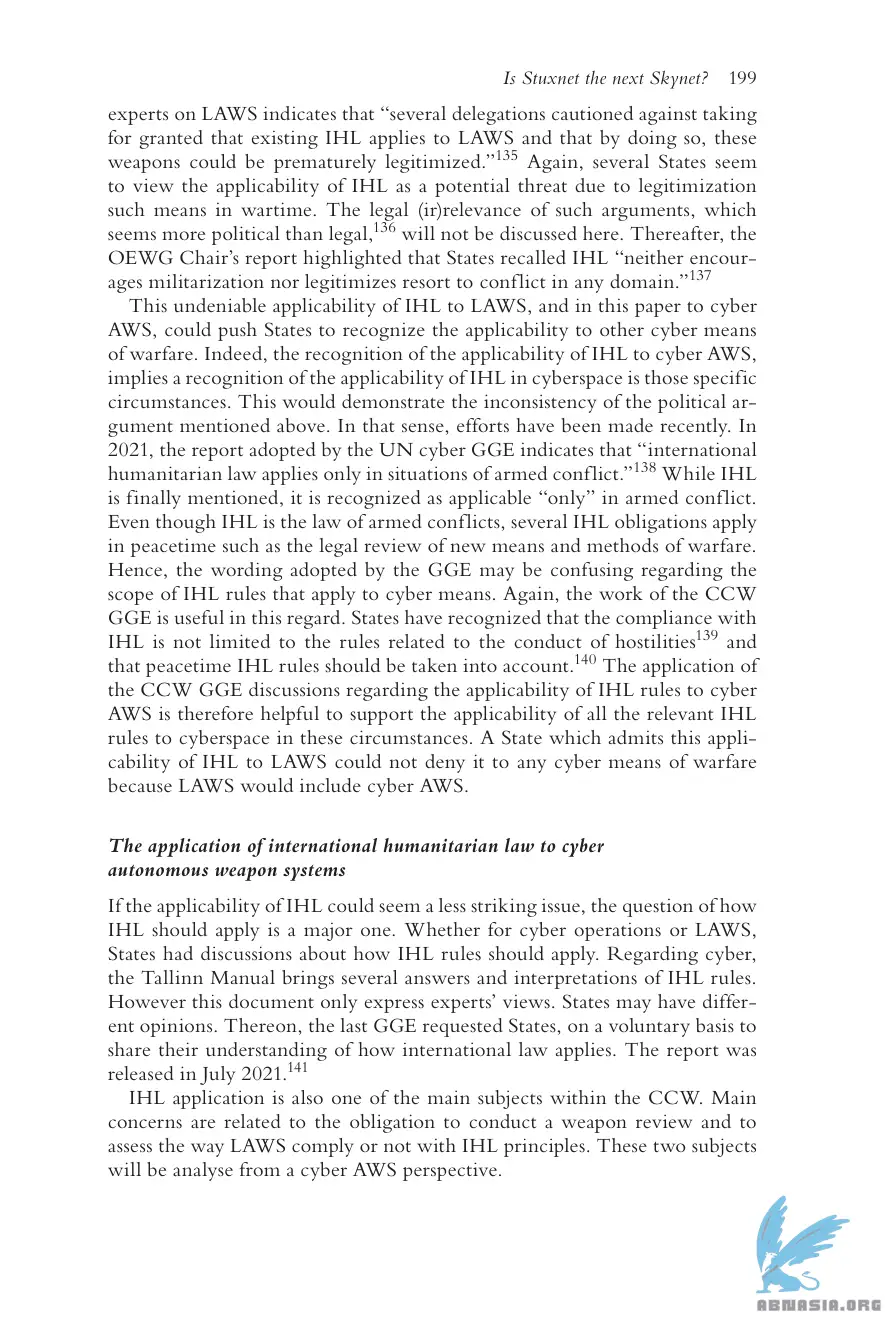 Is Stuxnet the next Skynet? 199
experts on LAWS indicates that “several delegations cautioned against taking
for granted that existing IHL applies to LAWS and that by doing so, these
weapons could be prematurely legitimized.”135 Again, several States seem
to view the applicability of IHL as a potential threat due to legitimization
such means in wartime. The legal (ir)relevance of such arguments, which
seems more political than legal,136 will not be discussed here. Thereafter, the
OEWG Chair’s report highlighted that States recalled IHL “neither encour-
ages militarization nor legitimizes resort to conflict in any domain.”137
This undeniable applicability of IHL to LAWS, and in this paper to cyber
AWS, could push States to recognize the applicability to other cyber means
of warfare. Indeed, the recognition of the applicability of IHL to cyber AWS,
implies a recognition of the applicability of IHL in cyberspace is those specific
circumstances. This would demonstrate the inconsistency of the political ar-
gument mentioned above. In that sense, efforts have been made recently. In
2021, the report adopted by the UN cyber GGE indicates that “international
humanitarian law applies only in situations of armed conflict.”138 While IHL
is finally mentioned, it is recognized as applicable “only” in armed conflict.
Even though IHL is the law of armed conflicts, several IHL obligations apply
in peacetime such as the legal review of new means and methods of warfare.
Hence, the wording adopted by the GGE may be confusing regarding the
scope of IHL rules that apply to cyber means. Again, the work of the CCW
GGE is useful in this regard. States have recognized that the compliance with
IHL is not limited to the rules related to the conduct of hostilities139 and
that peacetime IHL rules should be taken into account.140 The application of
the CCW GGE discussions regarding the applicability of IHL rules to cyber
AWS is therefore helpful to support the applicability of all the relevant IHL
rules to cyberspace in these circumstances. A State which admits this appli-
cability of IHL to LAWS could not deny it to any cyber means of warfare
because LAWS would include cyber AWS.
The application of international humanitarian law to cyber
autonomous weapon systems
If the applicability of IHL could seem a less striking issue, the question of how
IHL should apply is a major one. Whether for cyber operations or LAWS,
States had discussions about how IHL rules should apply. Regarding cyber,
the Tallinn Manual brings several answers and interpretations of IHL rules.
However this document only express experts’ views. States may have differ-
ent opinions. Thereon, the last GGE requested States, on a voluntary basis to
share their understanding of how international law applies. The report was
released in July 2021.141
IHL application is also one of the main subjects within the CCW. Main
concerns are related to the obligation to conduct a weapon review and to
assess the way LAWS comply or not with IHL principles. These two subjects
will be analyse from a cyber AWS perspective.
ABNASIA.ORG